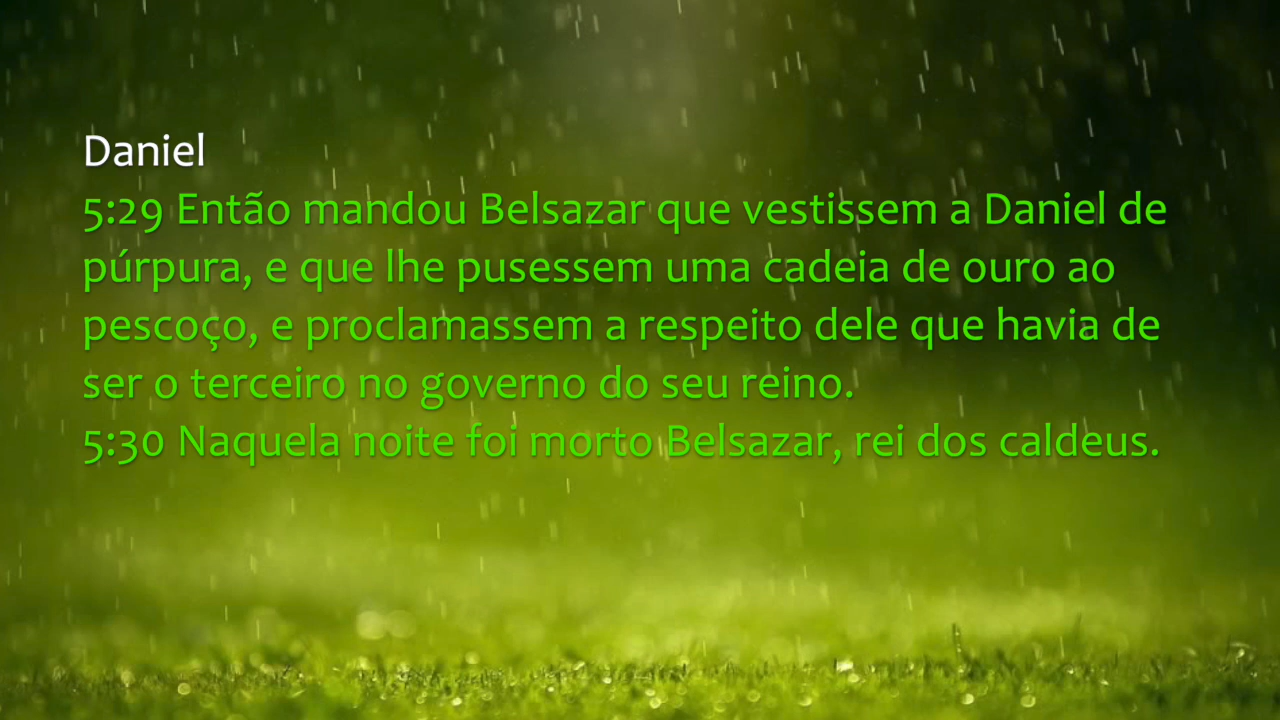 Daniel
5:29 Então mandou Belsazar que vestissem a Daniel de
púrpura, e que lhe pusessem uma cadeia de ouro ao
pescoço, e proclamassem a respeito dele que havia de
ser o terceiro no governo do seu reino.
5:30 Naquela noite foi morto Belsazar, rei dos caldeus.